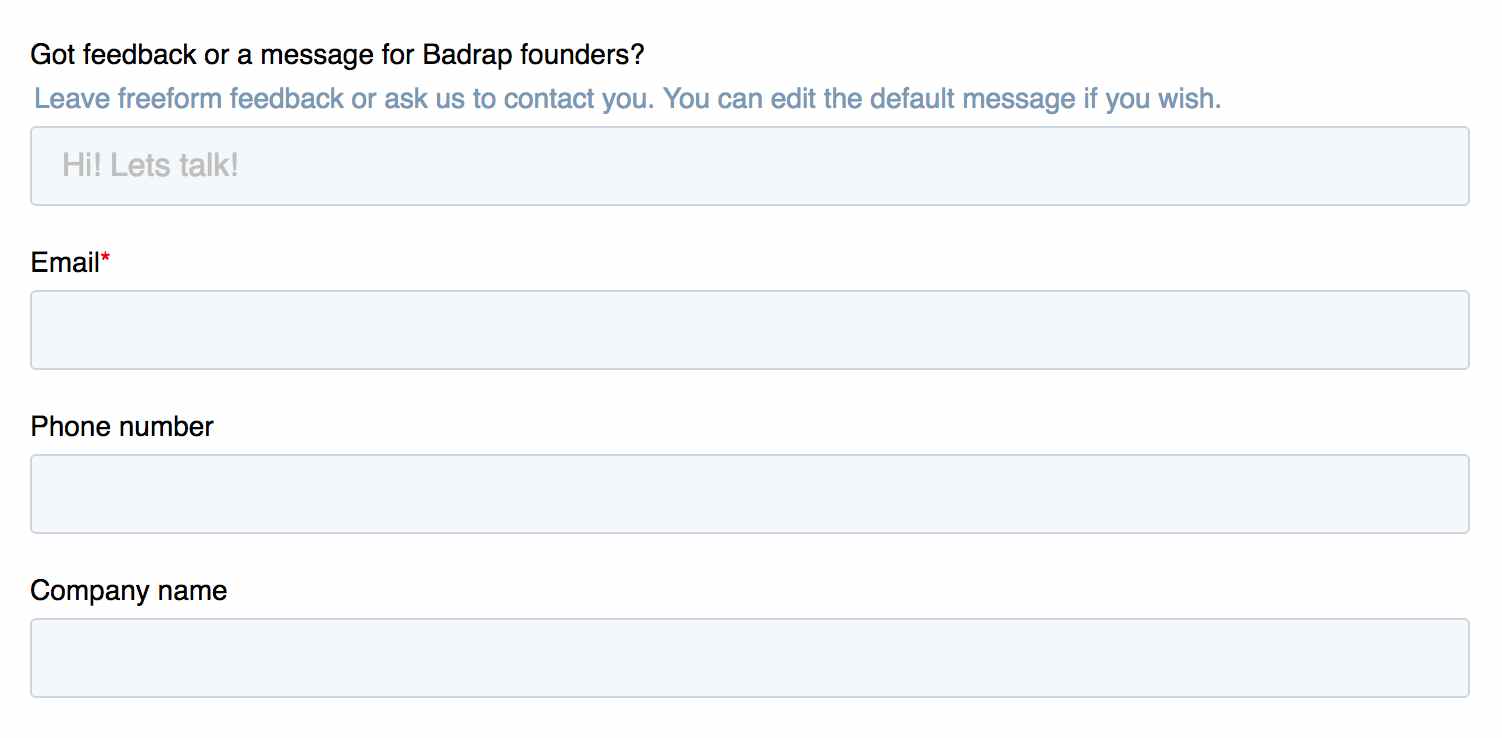 Got feedback or a message for Badrap founders?
Leave freeform feedback or ask us to contact you. You can edit the default message if you wish.
Hi! Lets talk!
Email*
Phone number
Company name